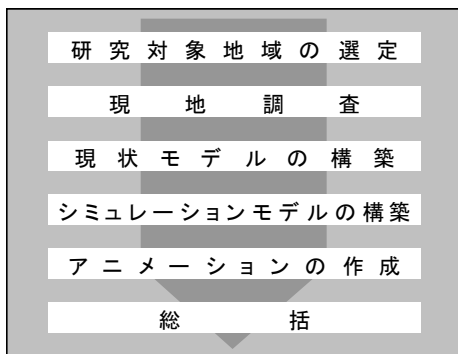 研究対象地域の選定
現地調査
現状モデルの構築
シミュレーションモデルの構築
アニメーションの作成
総括